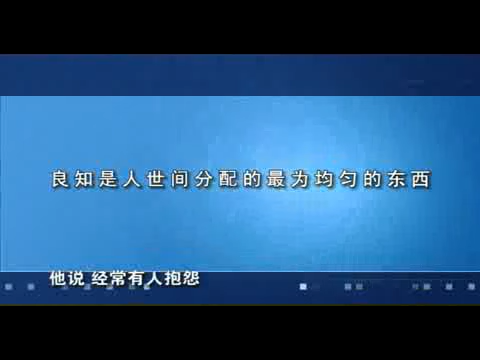 良知是人世间分配的最为均匀的东西
他说 经常有人抱怨